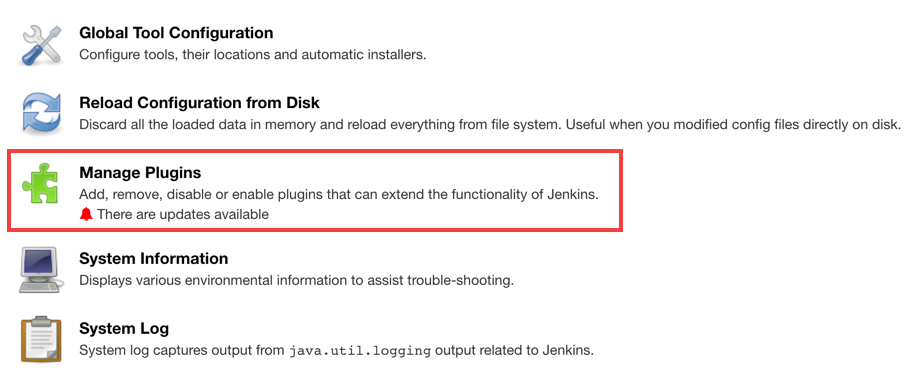 Global Tool Configuration
Configure tools, their locations and automatic installers.
Reload Configuration from Disk
Discard all the loaded data in memory and reload everything from file system. Useful when you modified config files directly on disk.
Manage Plugins
Add, remove, disable or enable plugins that can extend the functionality of Jenkins.
There are updates available
System Information
Displays various environmental information to assist trouble-shooting.
System Log
System log captures output from java.util.logging output related to Jenkins.